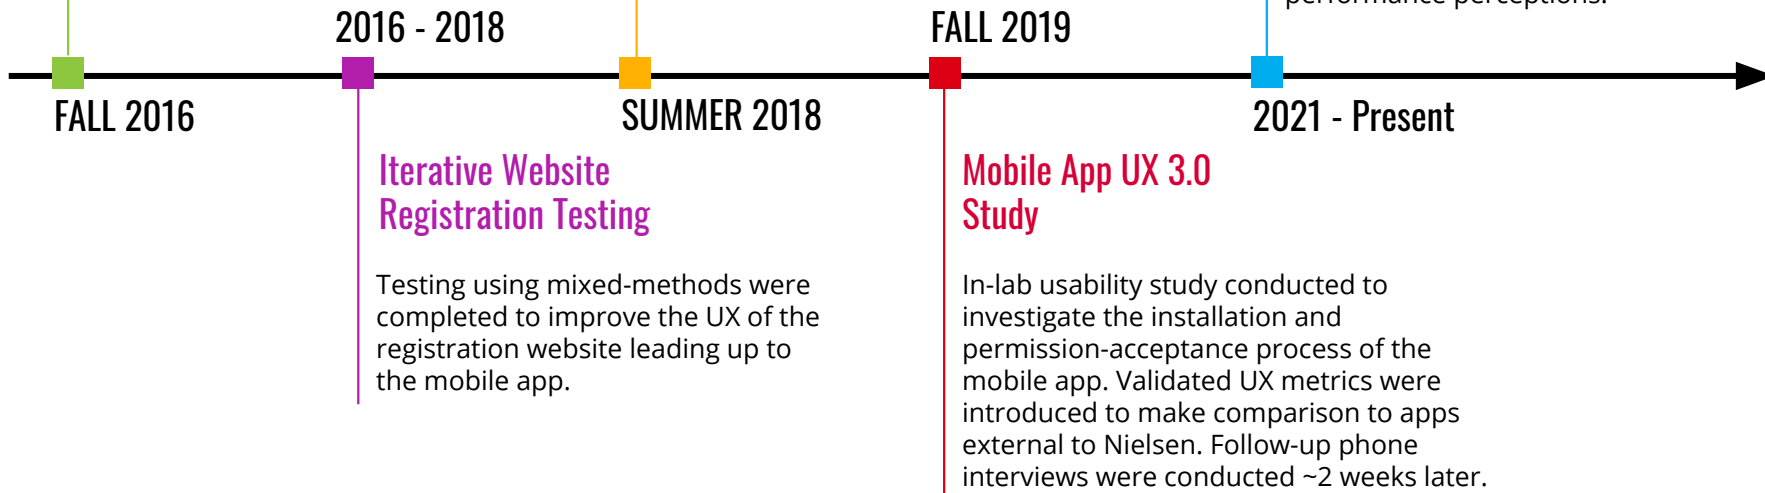 performance perceptions.
2016 - 2018
FALL 2019
FALL 2016
SUMMER 2018
2021 - Present
Iterative Website
Registration Testing
Testing using mixed-methods were
completed to improve the UX of the
registration website leading up to
the mobile app.
Mobile App UX 3.0
Study
In-lab usability study conducted to
investigate the installation and
permission-acceptance process of the
mobile app. Validated UX metrics were
introduced to make comparison to apps
external to Nielsen. Follow-up phone
interviews were conducted ~2 weeks later.